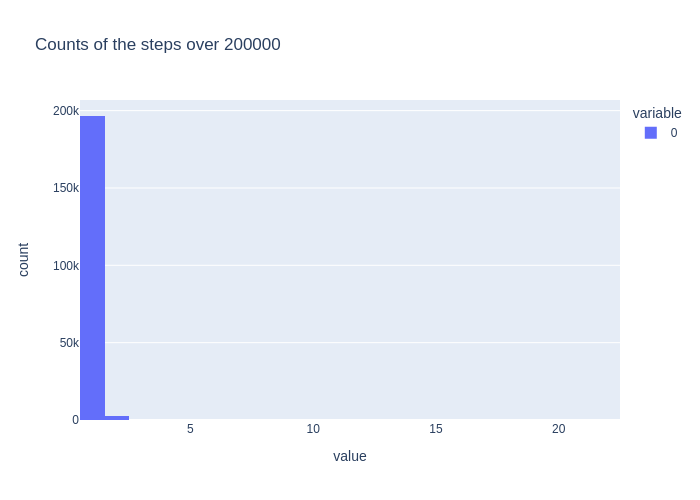 Counts of the steps over 200000
variable
0
200k
150k
100k
50k
0
count
5
10
15
20
value